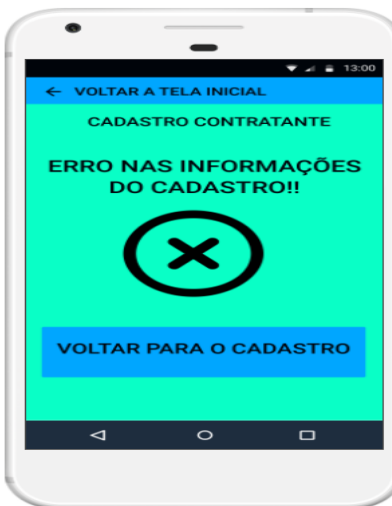 13:00
← VOLTAR A TELA INICIAL
CADASTRO CONTRATANTE
ERRO NAS INFORMAÇÕES
DO CADASTRO!!
VOLTAR PARA O CADASTRO